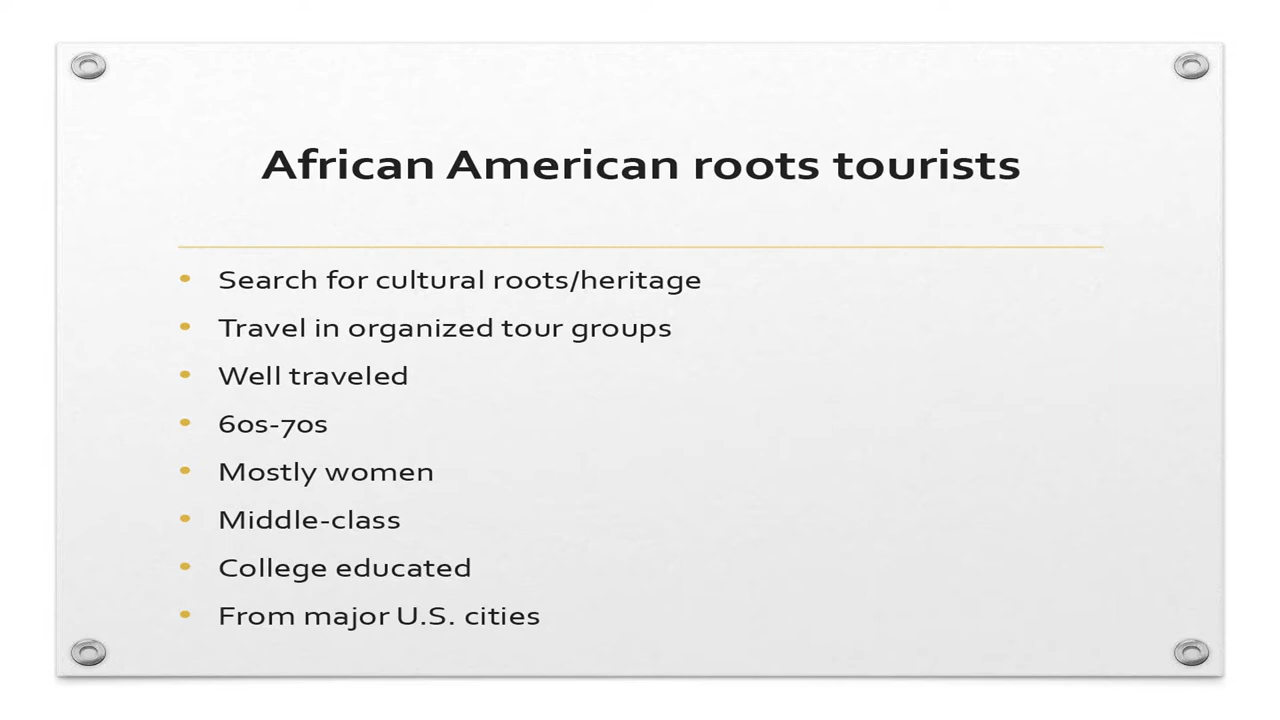 African American roots tourists
• Search for cultural roots/heritage
• Travel in organized tour groups
• Well traveled
• 60s-70s
• Mostly women
• Middle-class
• College educated
• From major U.S. cities